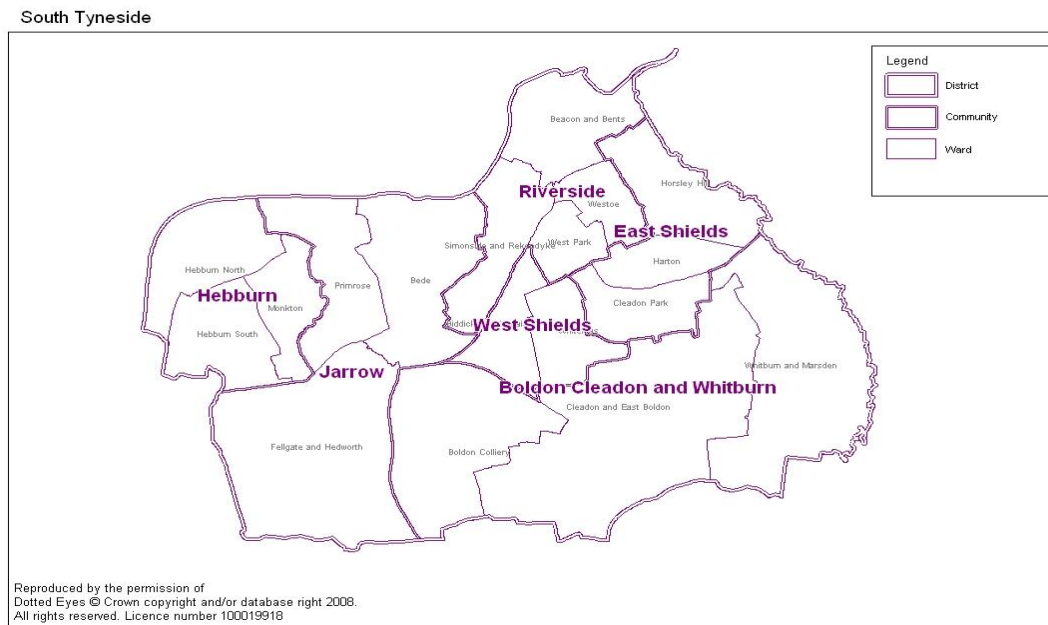 South Tyneside
Legend
District
Community
Ward
Beacon and Bents
Riverside
Westoe
Horsley
East Shields
Simonside and Rekendyke
West Park
Harton
Hebburn North
Primrose
Bede
Cleadon Park
Hebburn
Monkton
Hebburn South
West Shields
Jarrow
Whitburn and Marsden
Boldon Cleadon and Whitburn
Cleadon and East Boldon
Fellgate and Hedworth
Boldon Colliery
Reproduced by the permission of
Dotted Eyes © Crown copyright and/or database right 2008.
All rights reserved. Licence number 100019918